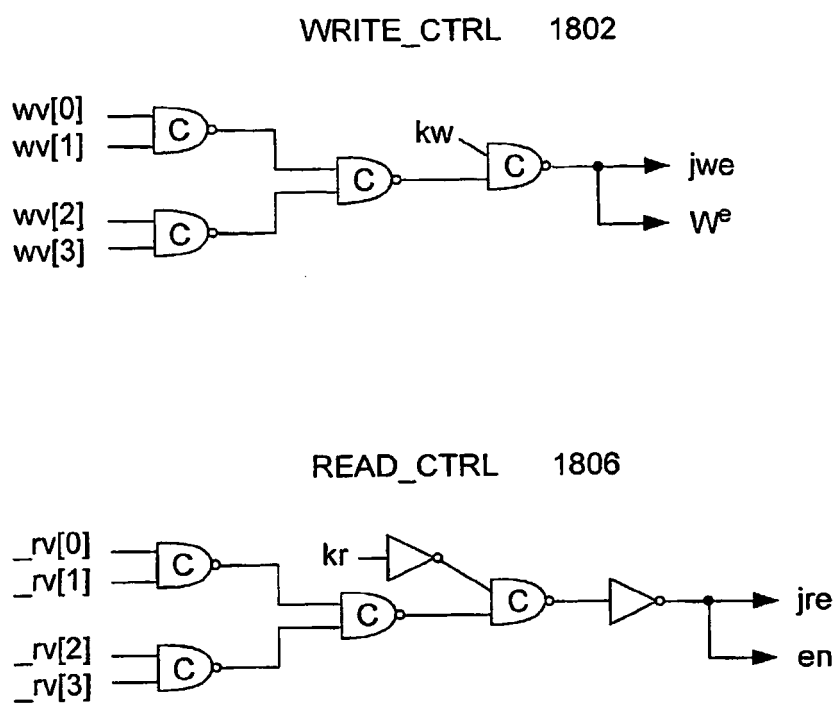 WRITE_CTRL 1802
wv[0]
wv[1]
C
kw
C
C
jwe
wv[2]
wv[3]
C
Wᵉ
READ_CTRL 1806
_rv[0]
_rv[1]
C
kr
C
C
jre
_rv[2]
_rv[3]
C
en